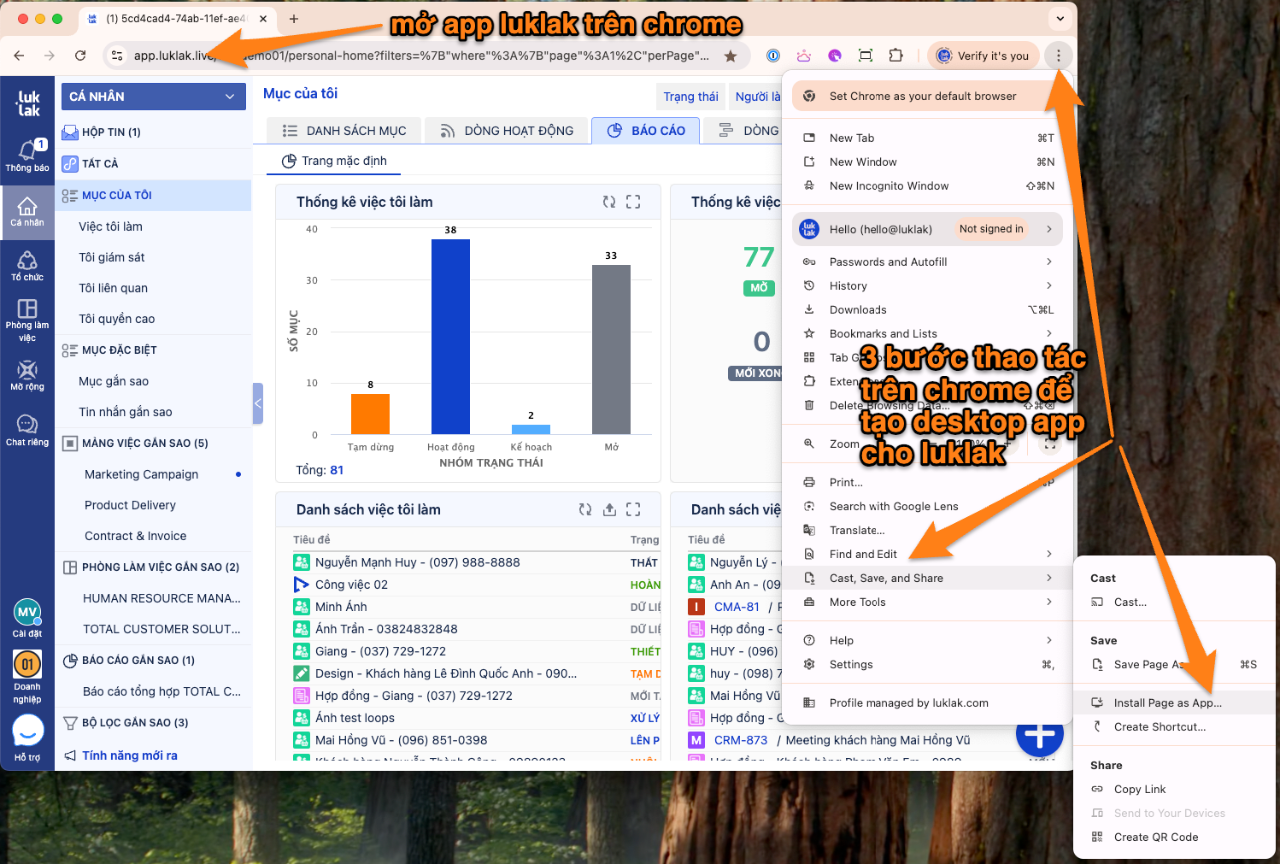 (1) 5cd4cad4-74ab-11ef-ae4
mở app luklak trên chrome
app.luklak.live/
emo01/personal-home?filters=%7B"where"%3A%7B"page"%3A1%2C"perPage"...
Verify it's you
.luk
lak
1
Thông báo
Cá nhân
Tổ chức
Phòng làm
việc
Mở rộng
Chat riêng
MV
Cài đặt
01
Doanh
nghiệp
Hỗ trợ
CÁ NHÂN
HỘP TIN (1)
TẤT CẢ
MỤC CỦA TÔI
Việc tôi làm
Tôi giám sát
Tôi liên quan
Tôi quyền cao
MỤC ĐẶC BIỆT
Mục gắn sao
Tin nhắn gắn sao
MẢNG VIỆC GẮN SAO (5)
Marketing Campaign
Product Delivery
Contract & Invoice
PHÒNG LÀM VIỆC GẮN SAO (2)
HUMAN RESOURCE MANA...
TOTAL CUSTOMER SOLUT...
BÁO CÁO GẮN SAO (1)
Báo cáo tổng hợp TOTAL C...
BỘ LỌC GẮN SAO (3)
Tính năng mới ra
Mục của tôi
Trạng thái
Người là
DANH SÁCH MỤC
DÒNG HOẠT ĐỘNG
BÁO CÁO
DÒNG
Trang mặc định
Thống kê việc tôi làm
40
30
20
10
0
SỐ MỤC
8
38
2
33
Tạm dừng
Hoạt động
Kế hoạch
Mở
NHÓM TRẠNG THÁI
Tổng: 81
Thống kê việc
77
MỞ
0
MỚI XONG
Danh sách việc tôi làm
Tiêu đề
Trạng
Nguyễn Mạnh Huy - (097) 988-8888
THẤT
Công việc 02
HOÀN
Minh Ánh
DỮ LIỆ
Ánh Trần - 03824832848
DỮ LIỆ
Giang - (037) 729-1272
THIẾT
Design - Khách hàng Lê Đình Quốc Anh - 090...
TẠM D
Hợp đồng - Giang - (037) 729-1272
MỚI T
Ánh test loops
XỬ LÝ
Mai Hồng Vũ - (096) 851-0398
LÊN P
Danh sách việc
Tiêu đề
Nguyễn Lý -
Anh An - (09
CMA-81 / P
Hợp đồng - G
HUY - (096)
huy - (098) 7
Hợp đồng - G
Mai Hồng Vũ
Hợp đồng - G
CRM-873 / Meeting khách hàng Mai Hồng Vũ
Set Chrome as your default browser
New Tab ⌘T
New Window ⌘N
New Incognito Window ⇧⌘N
Hello (hello@luklak) Not signed in
Passwords and Autofill
History
Downloads ⌥⌘L
Bookmarks and Lists
Tab G
Exten
Delete Browsing Data...
Zoom
3 bước thao tác
trên chrome để
tạo desktop app
cho luklak
Print... ⌘P
Search with Google Lens
Translate...
Find and Edit
Cast, Save, and Share
More Tools
Help
Settings ⌘,
Profile managed by luklak.com
Cast
Cast...
Save
Save Page As ⌘S
Install Page as App...
Create Shortcut...
Share
Copy Link
Send to Your Devices
Create QR Code